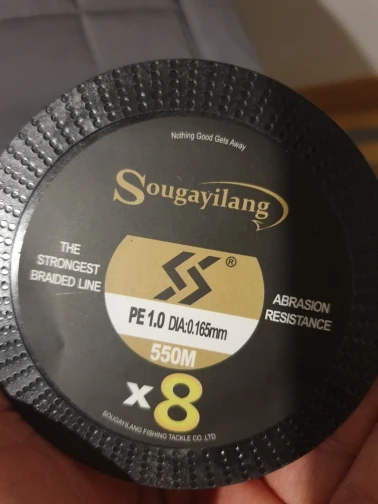 Nothing Good Gets Away
Sougayilang
THE
STRONGEST
BRAIDED LINE
®
PE 1.0 DIA:0.165mm
550M
ABRASION
RESISTANCE
x8
SOUGAYILANG FISHING TACKLE CO.,LTD